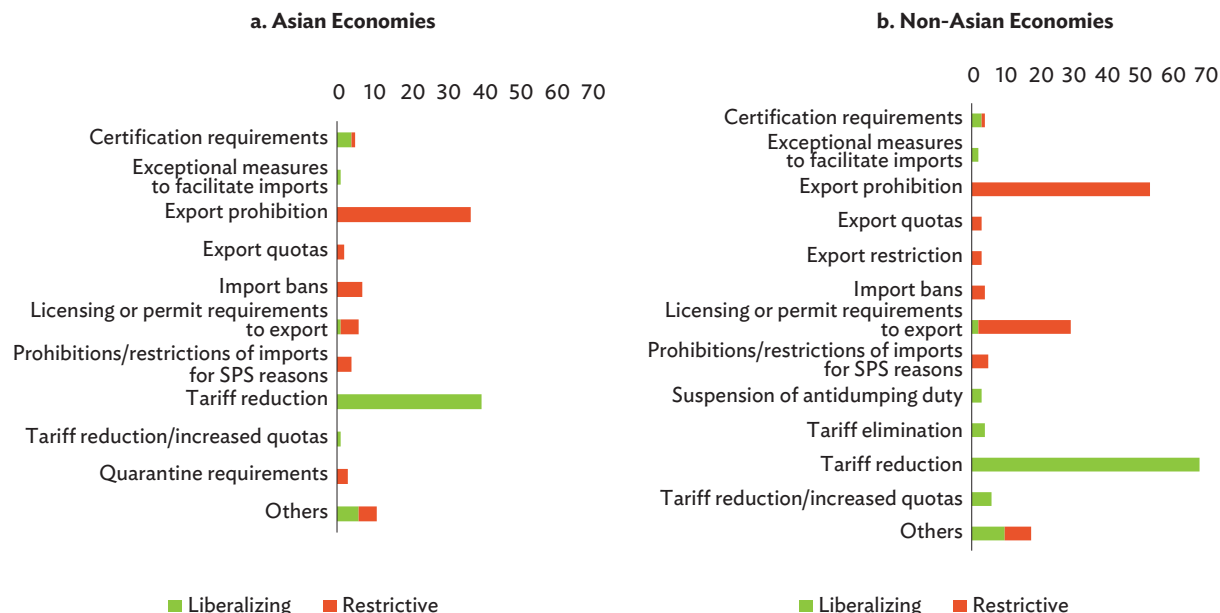 a. Asian Economies
0 10 20 30 40 50 60 70
Certification requirements
Exceptional measures
to facilitate imports
Export prohibition
Export quotas
Import bans
Licensing or permit requirements
to export
Prohibitions/restrictions of imports
for SPS reasons
Tariff reduction
Tariff reduction/increased quotas
Quarantine requirements
Others
Liberalizing Restrictive
b. Non-Asian Economies
0 10 20 30 40 50 60 70
Certification requirements
Exceptional measures
to facilitate imports
Export prohibition
Export quotas
Export restriction
Import bans
Licensing or permit requirements
to export
Prohibitions/restrictions of imports
for SPS reasons
Suspension of antidumping duty
Tariff elimination
Tariff reduction
Tariff reduction/increased quotas
Others
Liberalizing Restrictive